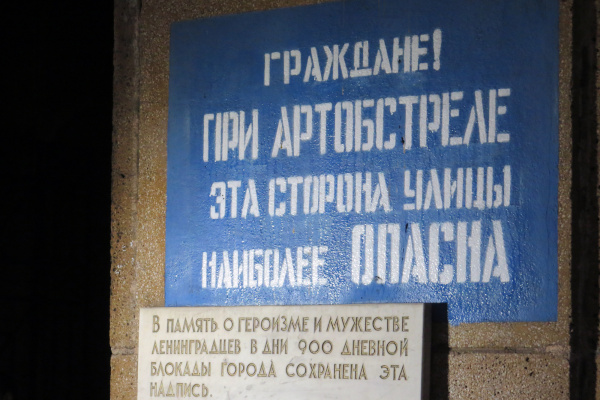 ГРАЖДАНЕ!
ПРИ АРТОБСТРЕЛЕ
ЭТА СТОРОНА УЛИЦЫ
НАИБОЛЕЕ ОПАСНА
В ПАМЯТЬ О ГЕРОИЗМЕ И МУЖЕСТВЕ
ЛЕНИНГРАДЦЕВ В ДНИ 900 ДНЕВНОЙ
БЛОКАДЫ ГОРОДА СОХРАНЕНА ЭТА
НАДПИСЬ.